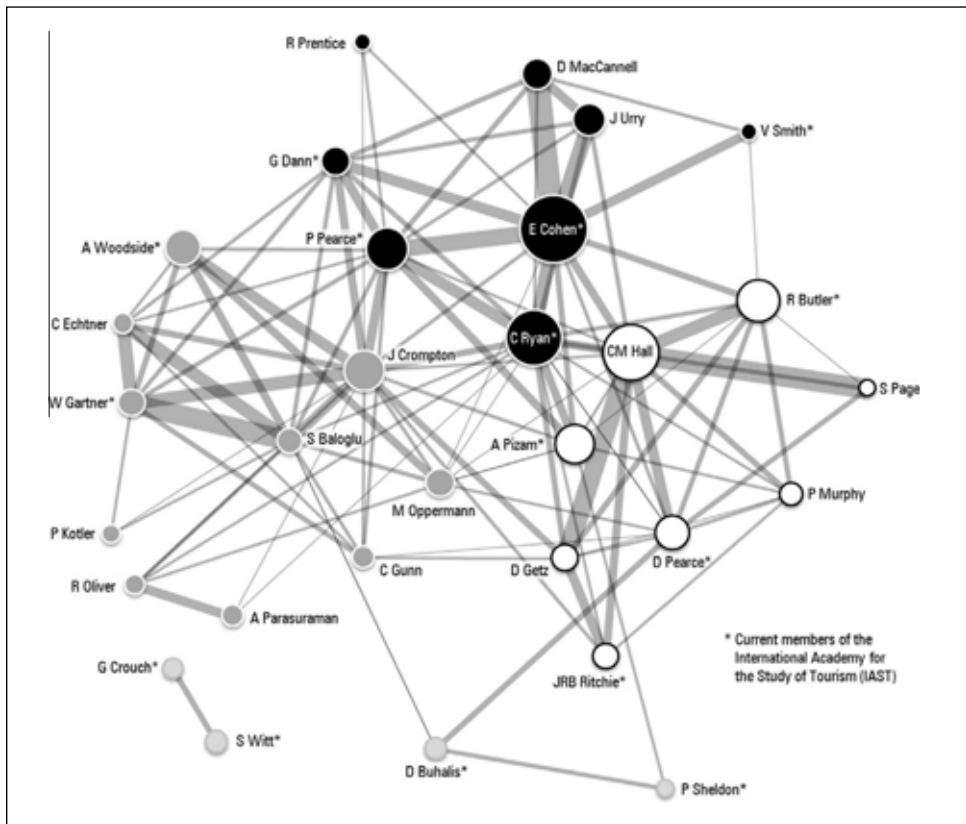 R Prentice
D MacCannell
J Urry
V Smith*
G Dann*
E Cohen*
P Pearce*
A Woodside*
R Butler*
C Echtner
C Ryan*
CM Hall
J Crompton
S Page
W Gartner*
S Baloglu
A Pizam*
M Oppermann
P Murphy
P Kotler
C Gunn
D Getz
D Pearce*
R Oliver
A Parasuraman
* Current members of the
International Academy for
the Study of Tourism (IAST)
G Crouch*
JRB Ritchie*
S Witt*
D Buhalis*
P Sheldon*